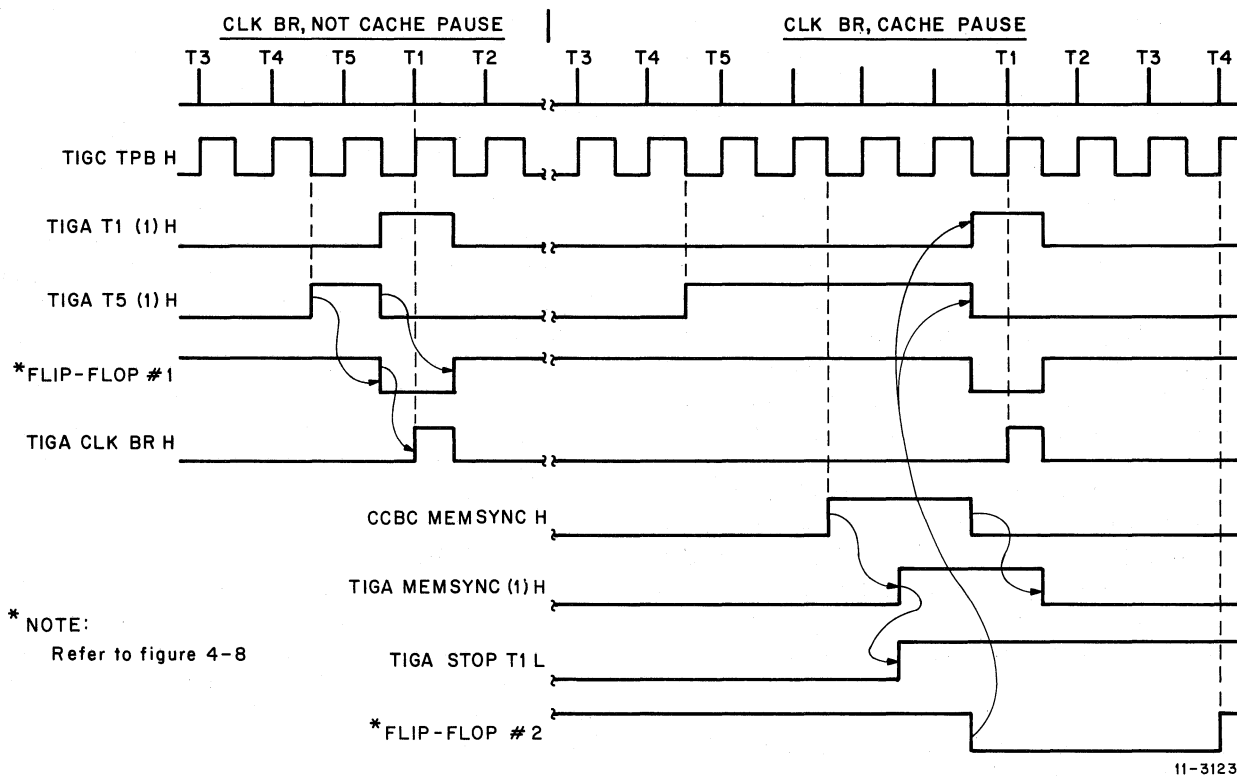 CLK BR, NOT CACHE PAUSE
CLK BR, CACHE PAUSE
T3 T4 T5 T1 T2 T3 T4 T5 T1 T2 T3 T4
TIGC TPB H
TIGA T1 (1) H
TIGA T5 (1) H
*FLIP-FLOP #1
TIGA CLK BR H
CCBC MEMSYNC H
TIGA MEMSYNC (1) H
*NOTE:
Refer to figure 4-8
TIGA STOP T1 L
*FLIP-FLOP #2
11-3123